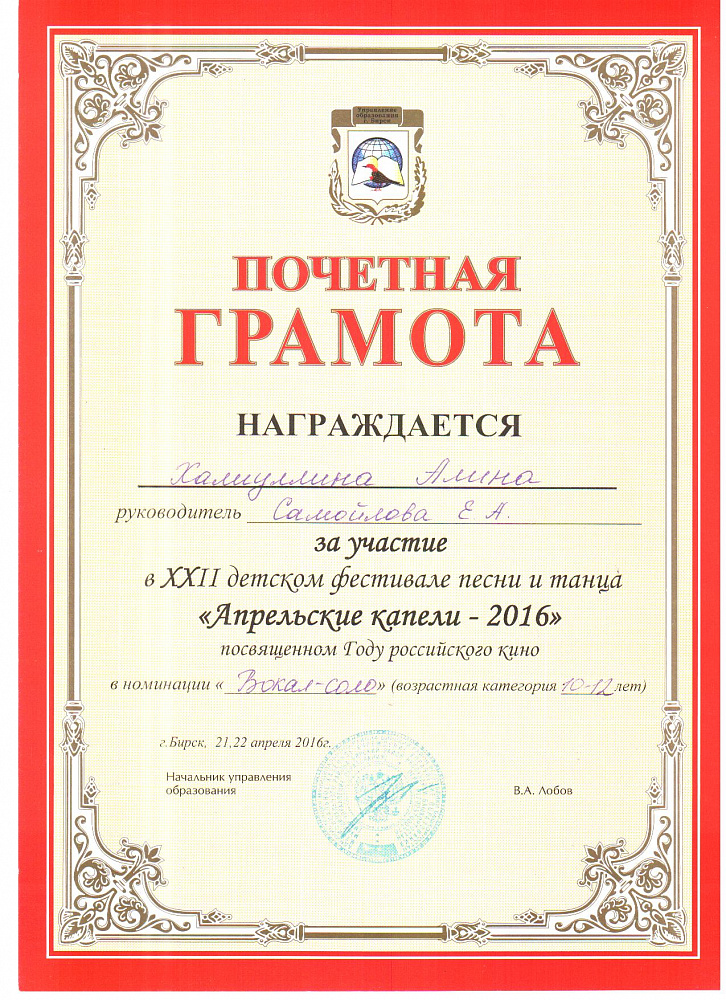 Управление
образования
г. Бирск
ПОЧЕТНАЯ
ГРАМОТА
НАГРАЖДАЕТСЯ
Халиуллина Алина
руководитель Самойлова Е А.
за участие
в XXII детском фестивале песни и танца
«Апрельские капели - 2016»
посвященном Году российского кино
в номинации « Вокал-соло» (возрастная категория 10-12 лет)
г.Бирск, 21,22 апреля 2016г.
Начальник управления
образования
В.А. Лобов